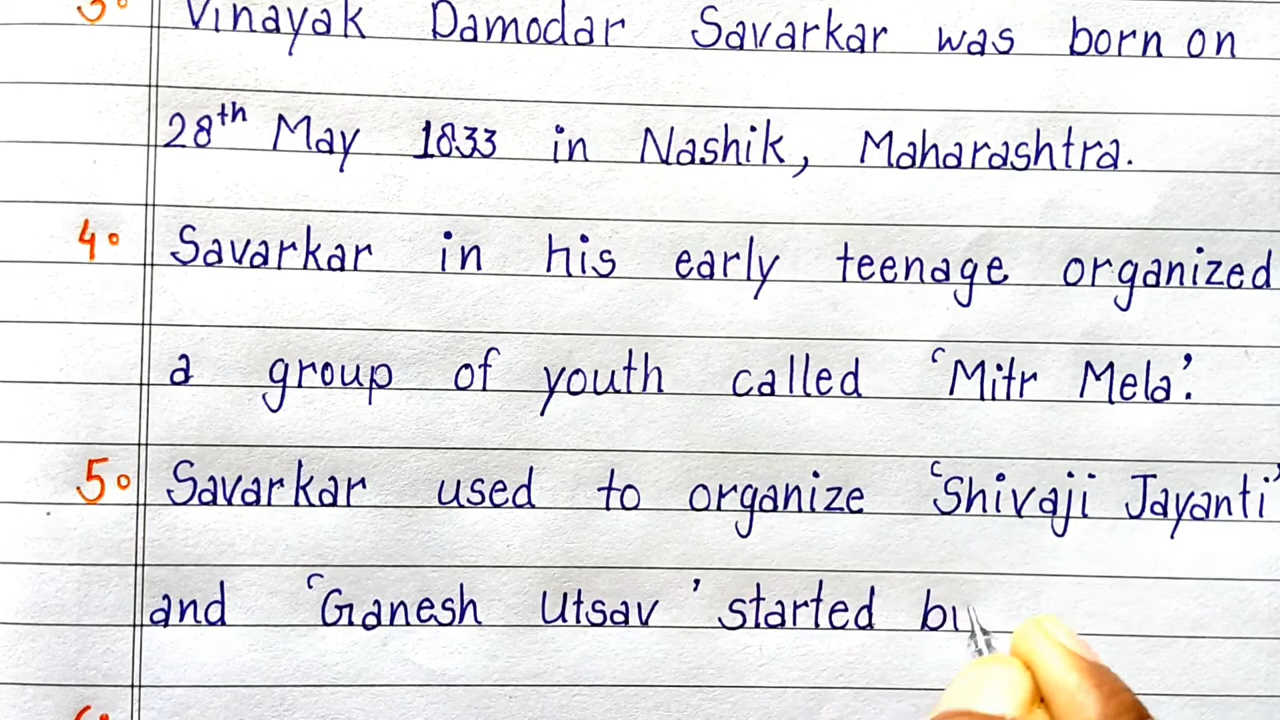 3. Vinayak Damodar Savarkar was born on
28th May 1833 in Nashik, Maharashtra.
4. Savarkar in his early teenage organized
a group of youth called 'Mitr Mela'.
5. Savarkar used to organize 'Shivaji Jayanti'
and 'Ganesh Utsav' started